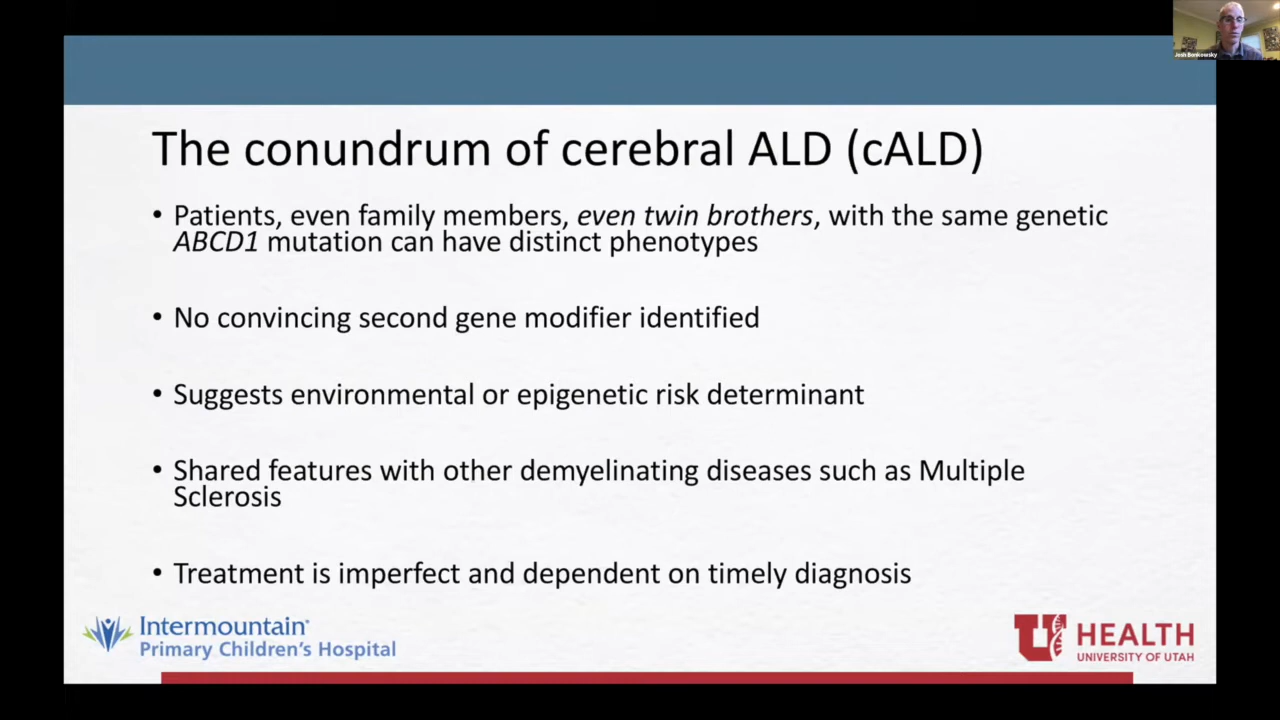 Josh Bonkowsky
The conundrum of cerebral ALD (cALD)
• Patients, even family members, even twin brothers, with the same genetic
ABCD1 mutation can have distinct phenotypes
• No convincing second gene modifier identified
• Suggests environmental or epigenetic risk determinant
• Shared features with other demyelinating diseases such as Multiple
Sclerosis
• Treatment is imperfect and dependent on timely diagnosis
Intermountain®
Primary Children's Hospital
U HEALTH
UNIVERSITY OF UTAH